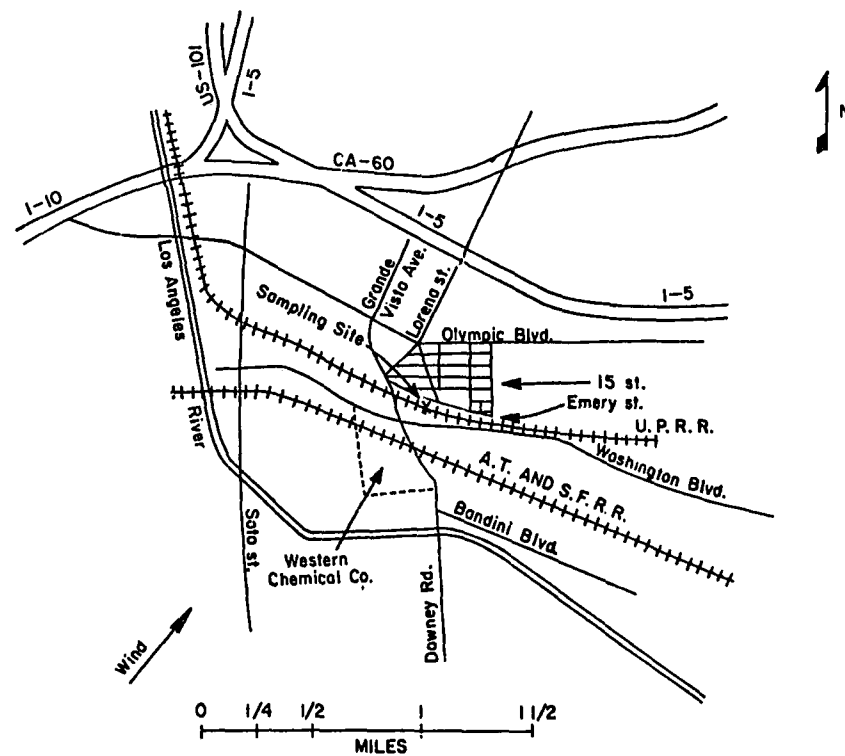 US-101
I-5
N
CA-60
I-10
I-5
Los Angeles
River
Grande
Vista Ave.
Lorena st.
I-5
Sampling Site
Olympic Blvd.
15 st.
Emery st.
U.P.R.R.
Washington Blvd.
A.T. AND S.F.R.R.
Bandini Blvd.
Soto st.
Western
Chemical Co.
Downey Rd.
Wind
0 1/4 1/2 1 1 1/2
MILES